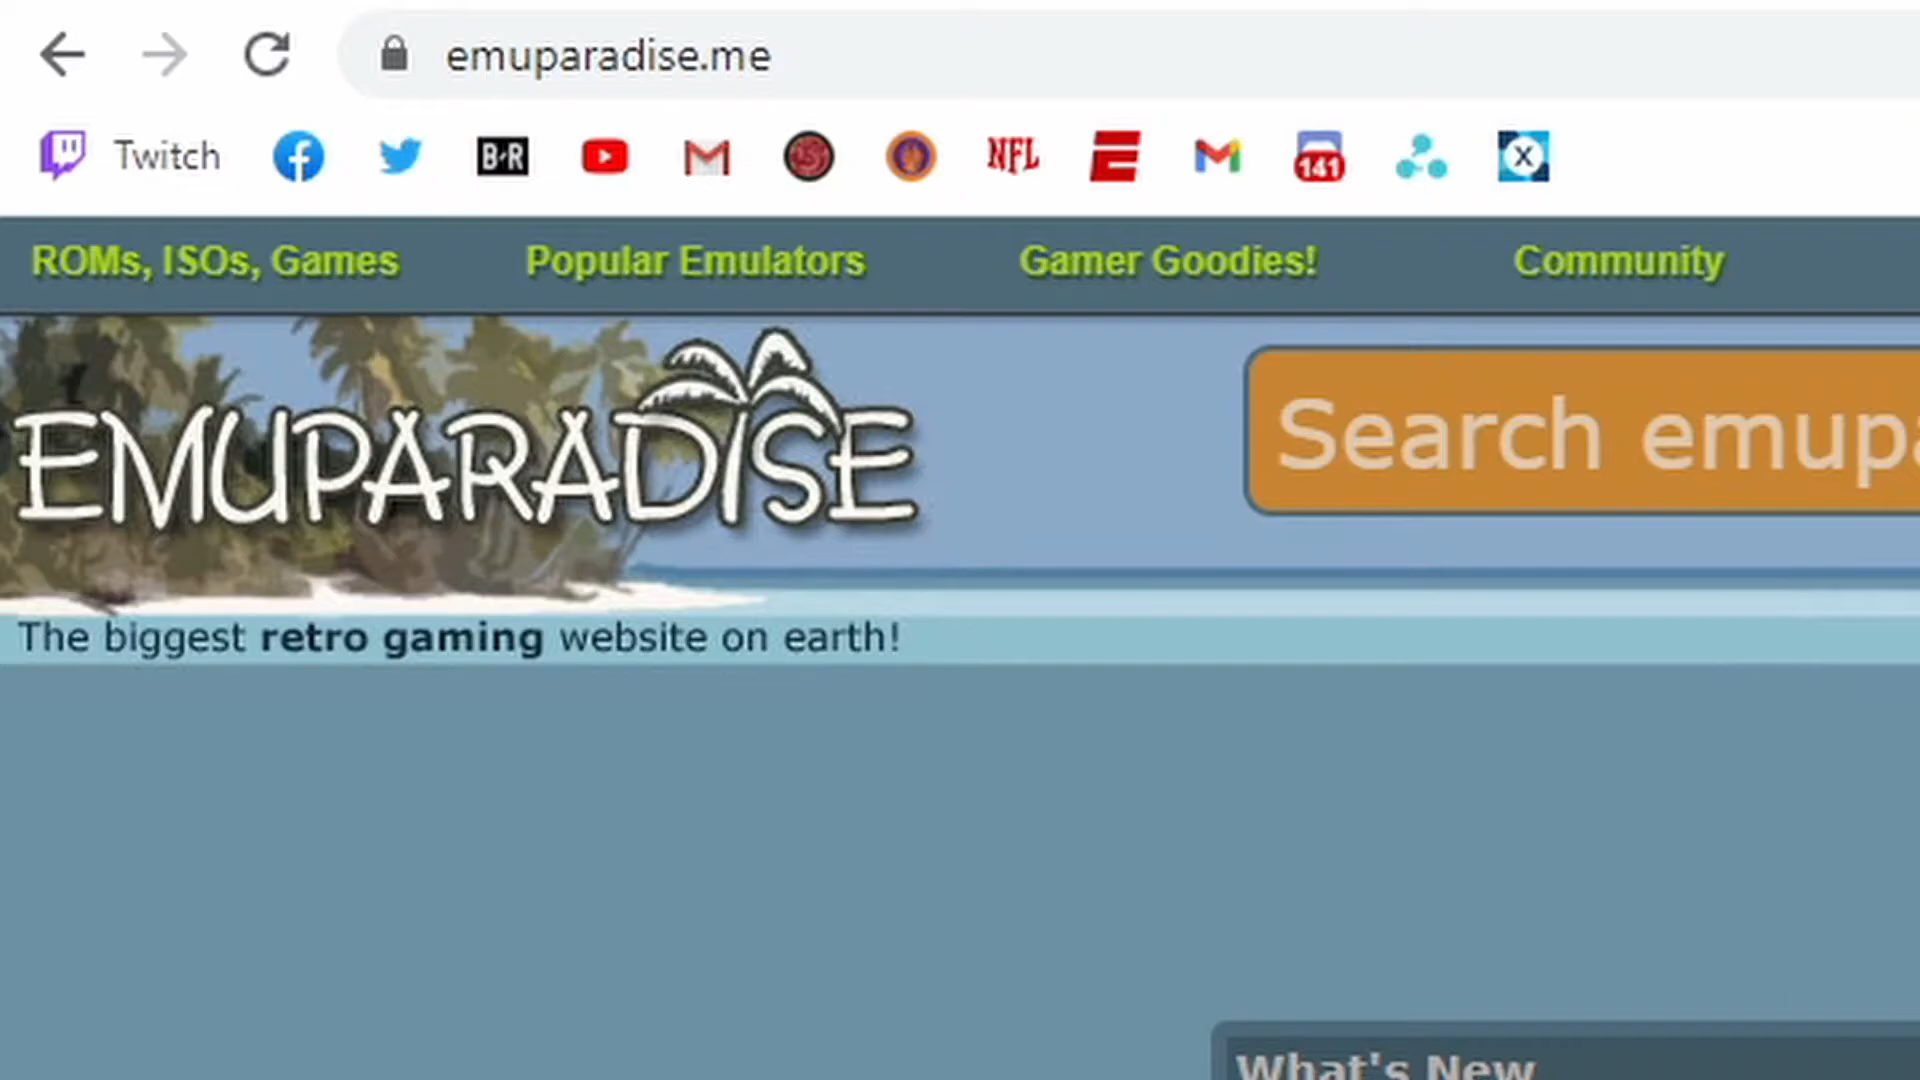 emuparadise.me
Twitch
B-R
NFL
141
X
ROMs, ISOs, Games
Popular Emulators
Gamer Goodies!
Community
EMUPARADISE
Search emupa
The biggest retro gaming website on earth!
What's New